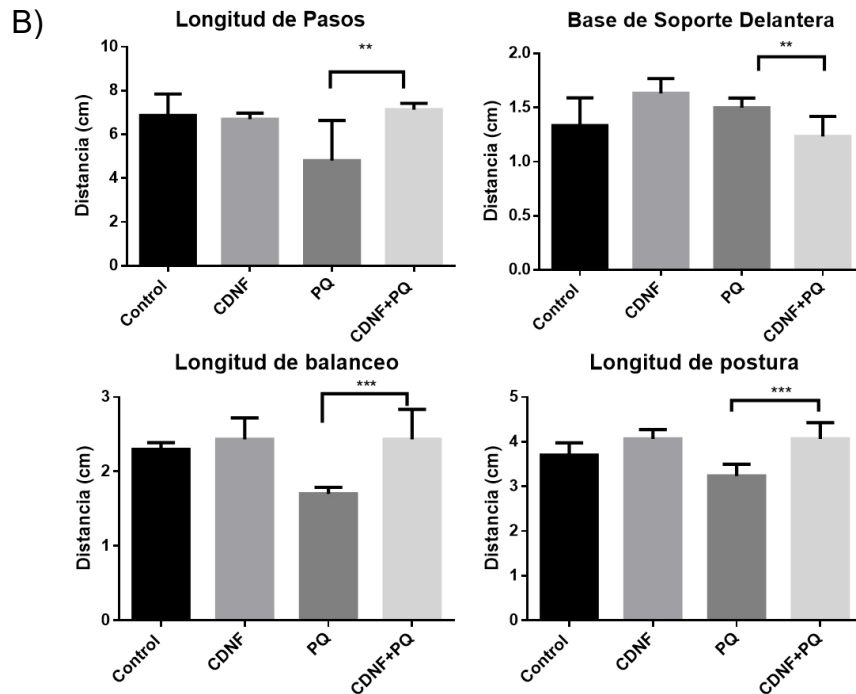 B)
Longitud de Pasos
**
Distancia (cm)
10
8
6
4
2
0
Control
CDNF
PQ
CDNF+PQ
Base de Soporte Delantera
**
Distancia (cm)
2.0
1.5
1.0
0.5
0.0
Control
CDNF
PQ
CDNF+PQ
Longitud de balanceo
***
Distancia (cm)
3
2
1
0
Control
CDNF
PQ
CDNF+PQ
Longitud de postura
***
Distancia (cm)
5
4
3
2
1
0
Control
CDNF
PQ
CDNF+PQ